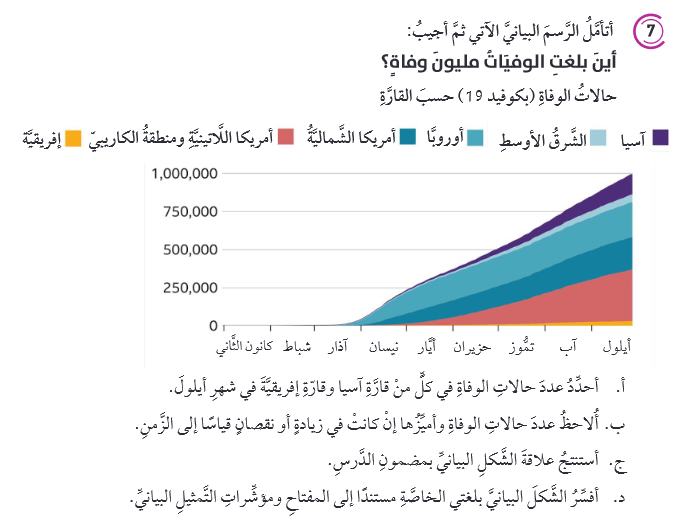 7 أتأمَّلُ الرَّسمَ البيانيَّ الآتي ثمَّ أجيبُ:
أينَ بلغتِ الوفيَاتُ مليونَ وفاةٍ؟
حالاتُ الوفاةِ (بكوفيد 19) حسبَ القارَّةِ
آسيا الشَّرقُ الأوسطِ أوروبَّا أمريكا الشَّماليَّةُ أمريكا اللَّاتينيَّةِ ومنطقةُ الكاريبيّ إفريقيَّة
1,000,000
750,000
500,000
250,000
0
كانون الثَّاني شباط آذار نيسان أيَّار حزيران تمُّوز آب أيلول
أ. أحدِّدُ عددَ حالاتِ الوفاةِ في كلٍّ منْ قارَّةِ آسيا وقارّةِ إفريقيَّةَ في شهرِ أيلولَ.
ب. ألاحظُ عددَ حالاتِ الوفاةِ وأميِّزُها إنْ كانتْ في زيادةٍ أو نقصانٍ قياسًا إلى الزَّمنِ.
ج. أستنتجُ علاقةَ الشَّكلِ البيانيِّ بمضمونِ الدَّرسِ.
د. أفسِّرُ الشَّكلَ البيانيَّ بلغتي الخاصَّةِ مستندًا إلى المفتاحِ ومؤشِّراتِ التَّمثيلِ البيانيِّ.